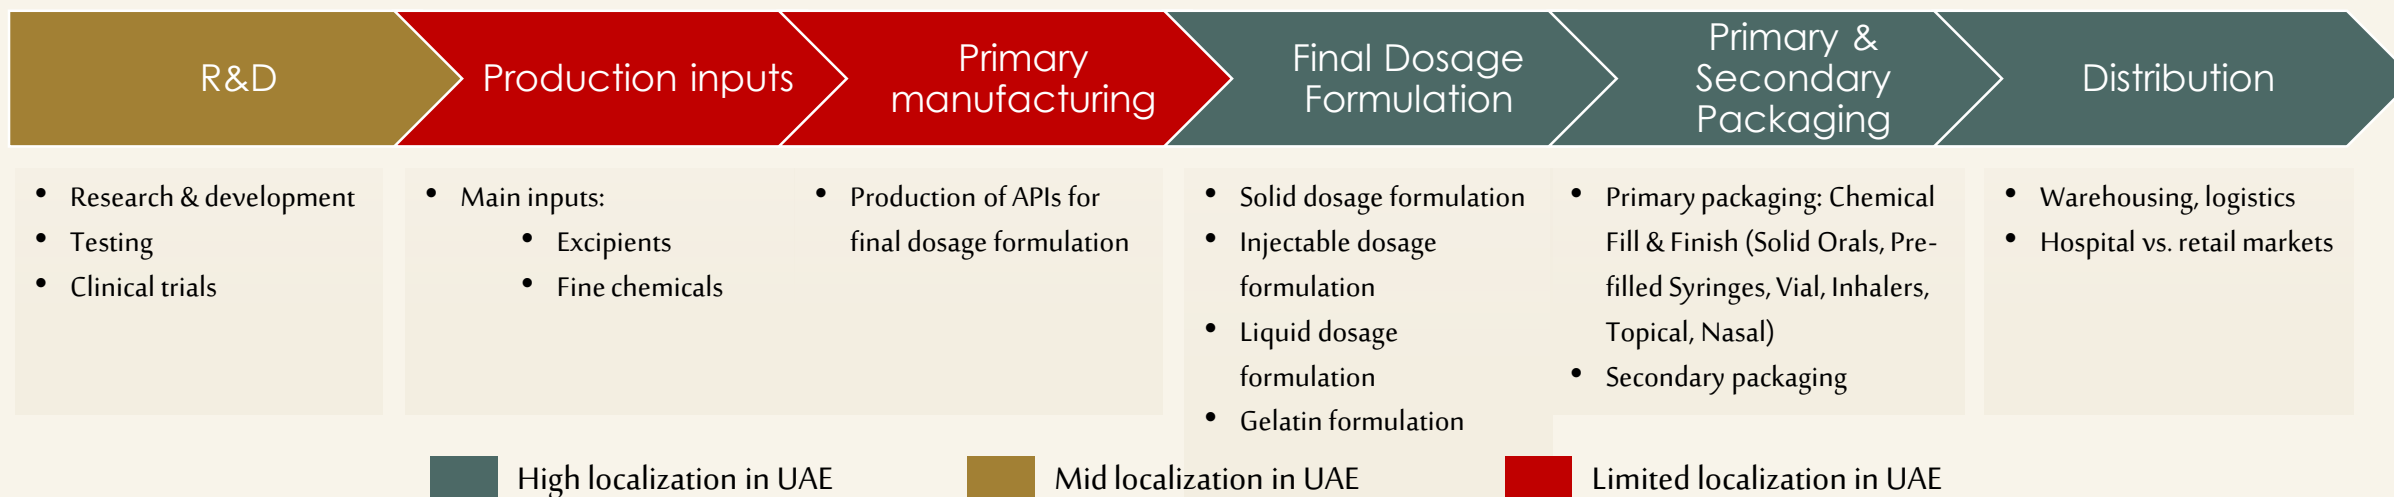 R&D
Production inputs
Primary
manufacturing
Final Dosage
Formulation
Primary &
Secondary
Packaging
Distribution
• Research & development
• Testing
• Clinical trials
• Main inputs:
• Excipients
• Fine chemicals
• Production of APIs for
final dosage formulation
• Solid dosage formulation
• Injectable dosage
formulation
• Liquid dosage
formulation
• Gelatin formulation
• Primary packaging: Chemical
Fill & Finish (Solid Orals, Pre-
filled Syringes, Vial, Inhalers,
Topical, Nasal)
• Secondary packaging
• Warehousing, logistics
• Hospital vs. retail markets
High localization in UAE
Mid localization in UAE
Limited localization in UAE